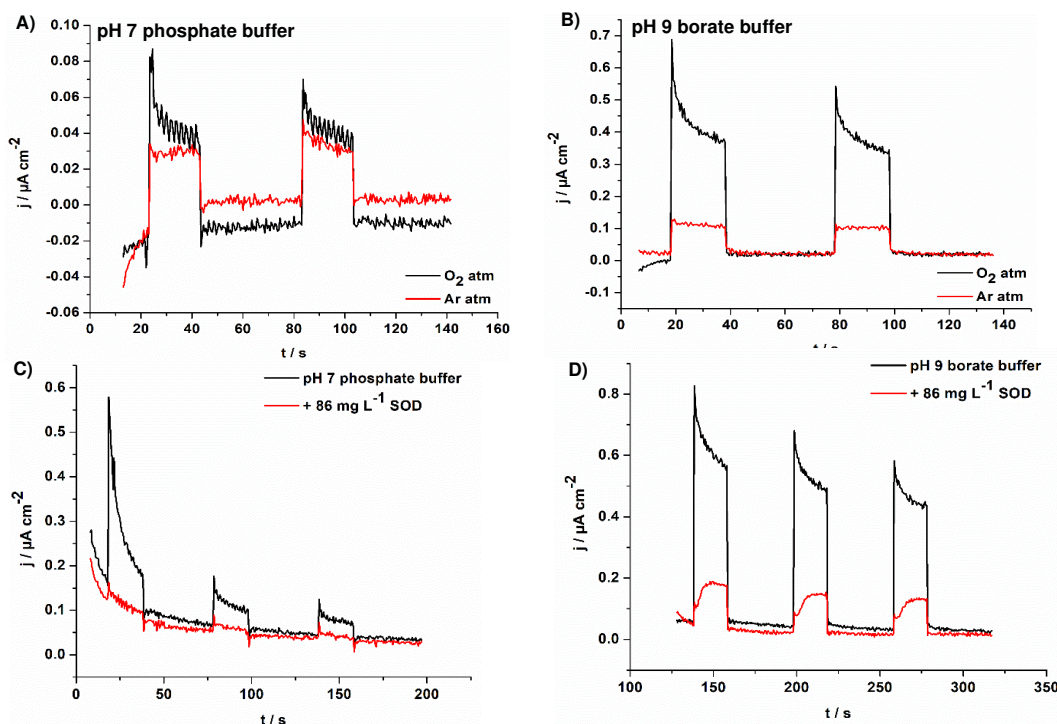 A)
pH 7 phosphate buffer
0.10
0.08
0.06
0.04
0.02
0.00
-0.02
-0.04
-0.06
j / µA cm-2
O2 atm
Ar atm
0 20 40 60 80 100 120 140 160
t / s
B)
pH 9 borate buffer
0.7
0.6
0.5
0.4
0.3
0.2
0.1
0.0
-0.1
j / µA cm-2
O2 atm
Ar atm
0 20 40 60 80 100 120 140
t / s
C)
pH 7 phosphate buffer
+ 86 mg L-1 SOD
0.6
0.5
0.4
0.3
0.2
0.1
0.0
j / µA cm-2
0 50 100 150 200
t / s
D)
pH 9 borate buffer
+ 86 mg L-1 SOD
0.8
0.6
0.4
0.2
0.0
j / µA cm-2
100 150 200 250 300 350
t / s